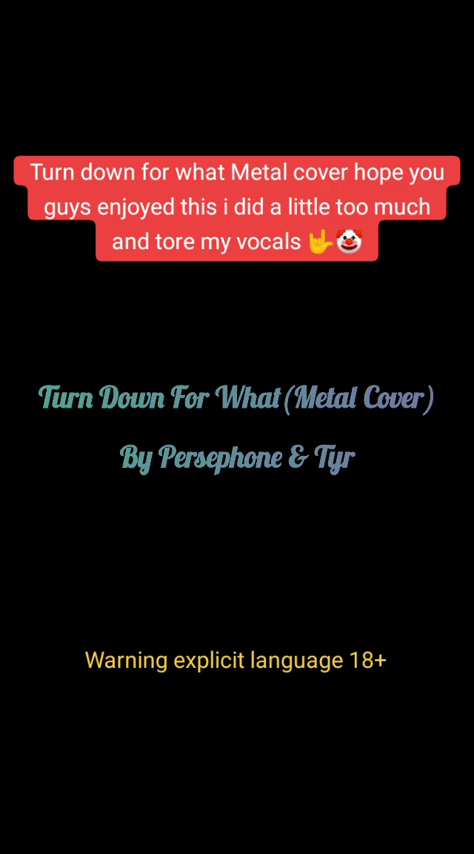 Turn down for what Metal cover hope you
guys enjoyed this i did a little too much
and tore my vocals 🤟🤡
Turn Down For What(Metal Cover)
By Persephone & Tyr
Warning explicit language 18+